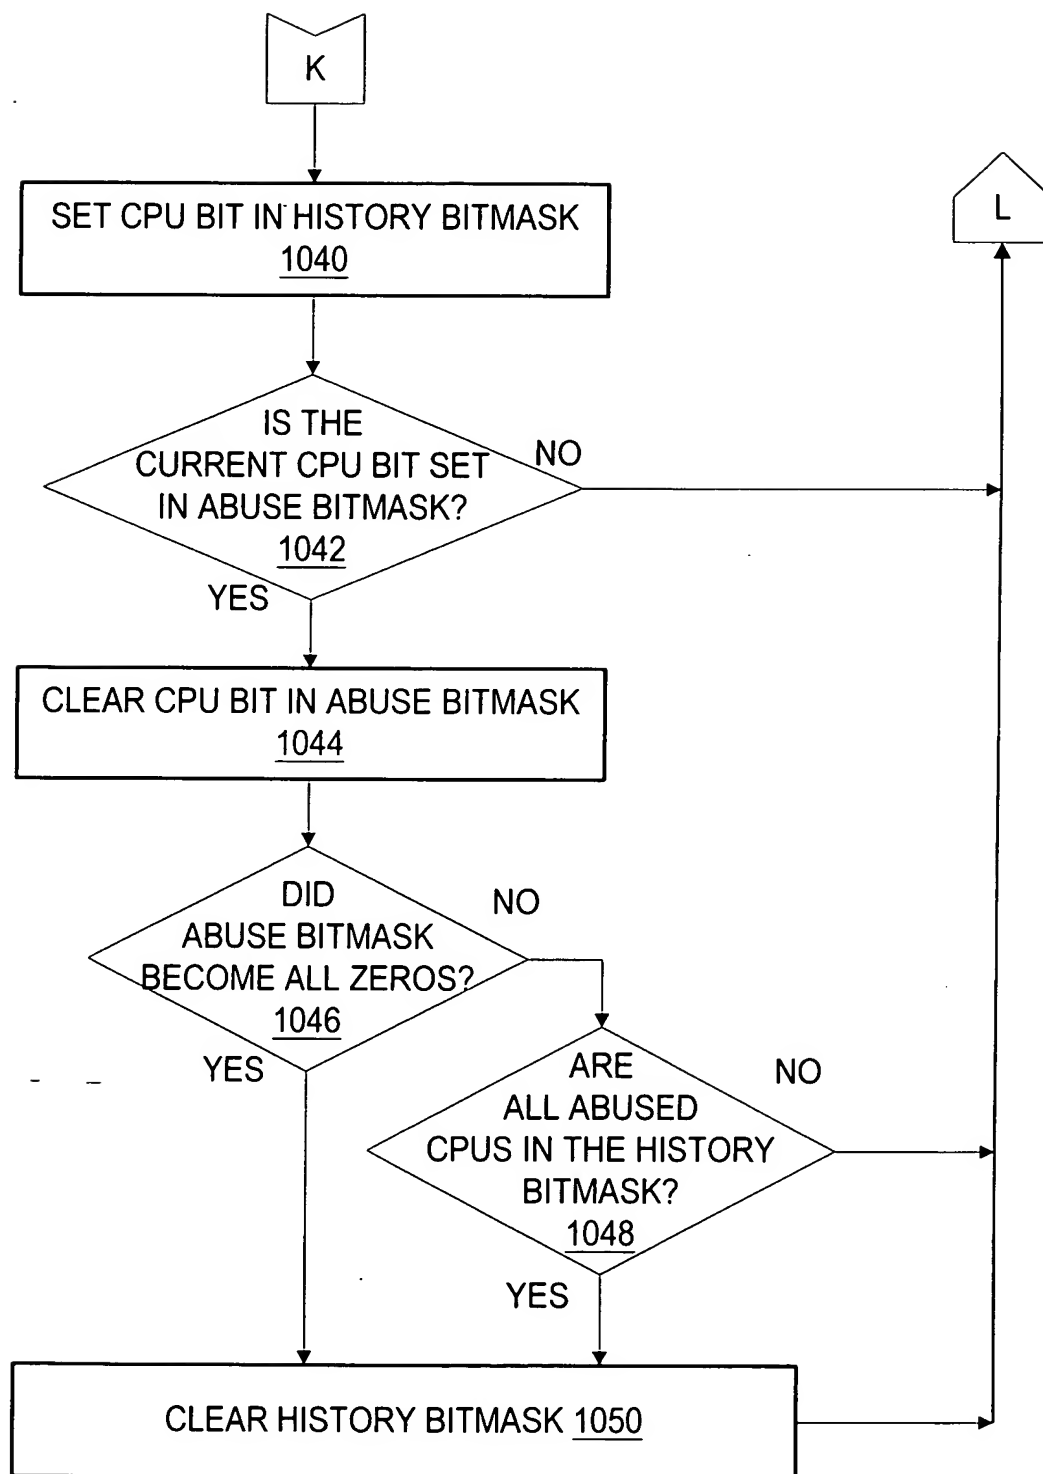 K
L
SET CPU BIT IN HISTORY BITMASK
1040
IS THE
CURRENT CPU BIT SET
IN ABUSE BITMASK?
1042
NO
YES
CLEAR CPU BIT IN ABUSE BITMASK
1044
DID
ABUSE BITMASK
BECOME ALL ZEROS?
1046
NO
YES
ARE
ALL ABUSED
CPUS IN THE HISTORY
BITMASK?
1048
NO
YES
CLEAR HISTORY BITMASK 1050